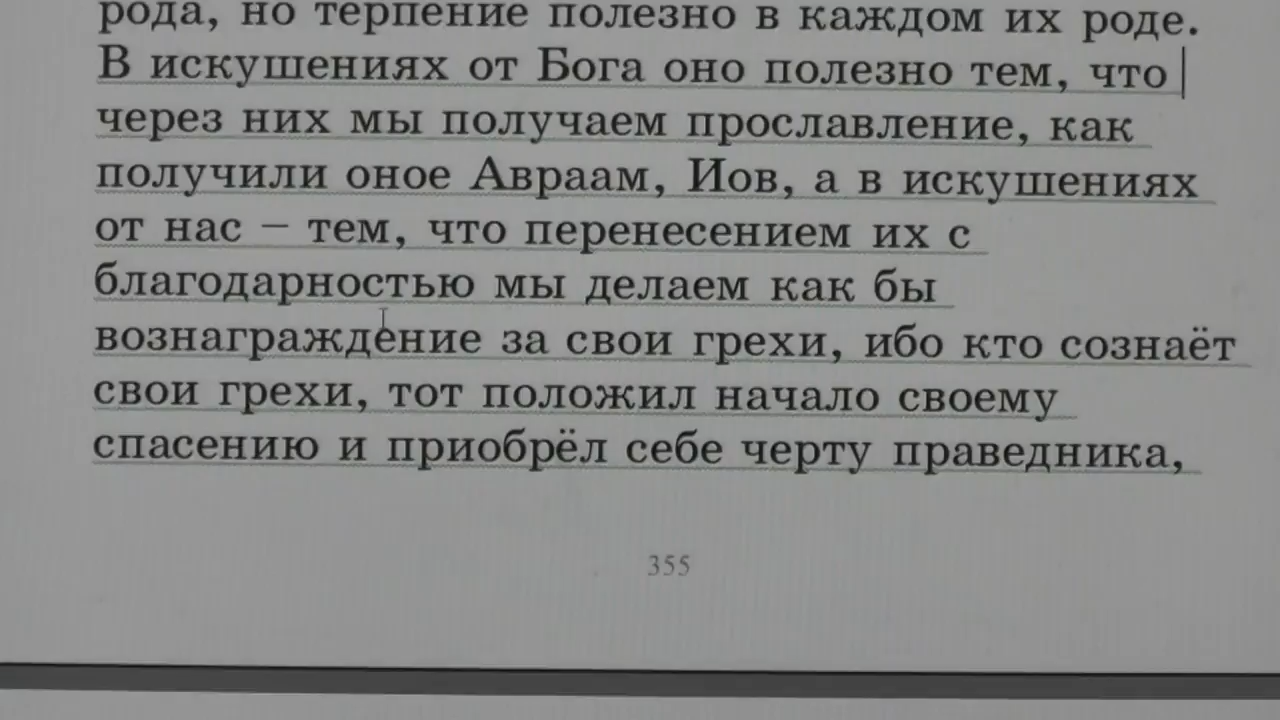 рода, но терпение полезно в каждом их роде.
В искушениях от Бога оно полезно тем, что
через них мы получаем прославление, как
получили оное Авраам, Иов, а в искушениях
от нас – тем, что перенесением их с
благодарностью мы делаем как бы
вознаграждение за свои грехи, ибо кто сознаёт
свои грехи, тот положил начало своему
спасению и приобрёл себе черту праведника,
355